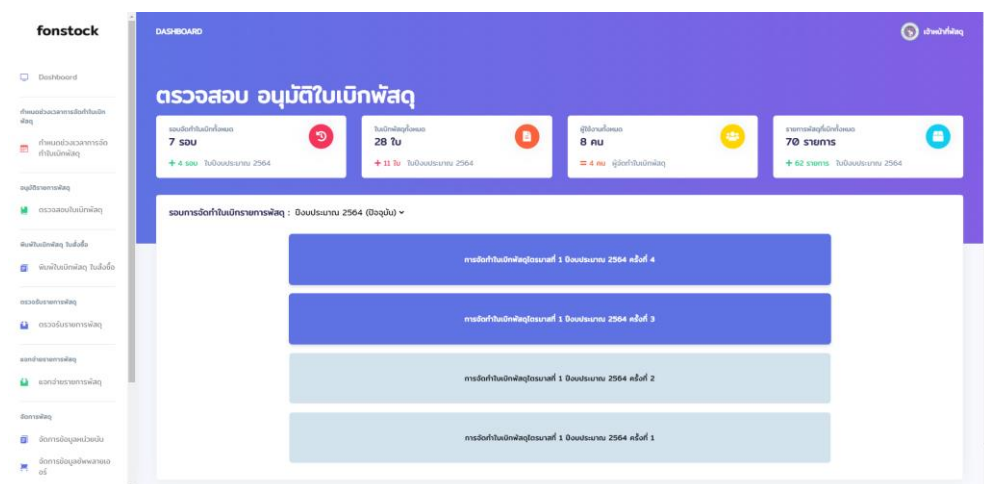 fonstock
DASHBOARD
เจ้าหน้าที่พัสดุ
Dashboard
กำหนดช่วงเวลาการจัดทำใบเบิก
พัสดุ
กำหนดช่วงเวลาการจัด
ทำใบเบิกพัสดุ
อนุมัติรายการพัสดุ
ตรวจสอบใบเบิกพัสดุ
พิมพ์ใบเบิกพัสดุ ใบสั่งซื้อ
พิมพ์ใบเบิกพัสดุ ใบสั่งซื้อ
ตรวจรับรายการพัสดุ
ตรวจรับรายการพัสดุ
แจกจ่ายรายการพัสดุ
แจกจ่ายรายการพัสดุ
จัดการพัสดุ
จัดการข้อมูลหน่วยนับ
จัดการข้อมูลซัพพลายเอ
อร์
ตรวจสอบ อนุมัติใบเบิกพัสดุ
รอบจัดทำใบเบิกทั้งหมด
7 รอบ
+ 4 รอบ ในปีงบประมาณ 2564
ใบเบิกพัสดุทั้งหมด
28 ใบ
+ 11 ใบ ในปีงบประมาณ 2564
ผู้ใช้งานทั้งหมด
8 คน
= 4 คน ผู้จัดทำใบเบิกพัสดุ
รายการพัสดุที่เบิกทั้งหมด
70 รายการ
+ 62 รายการ ในปีงบประมาณ 2564
รอบการจัดทำใบเบิกรายการพัสดุ : ปีงบประมาณ 2564 (ปัจจุบัน)
การจัดทำใบเบิกพัสดุไตรมาสที่ 1 ปีงบประมาณ 2564 ครั้งที่ 4
การจัดทำใบเบิกพัสดุไตรมาสที่ 1 ปีงบประมาณ 2564 ครั้งที่ 3
การจัดทำใบเบิกพัสดุไตรมาสที่ 1 ปีงบประมาณ 2564 ครั้งที่ 2
การจัดทำใบเบิกพัสดุไตรมาสที่ 1 ปีงบประมาณ 2564 ครั้งที่ 1